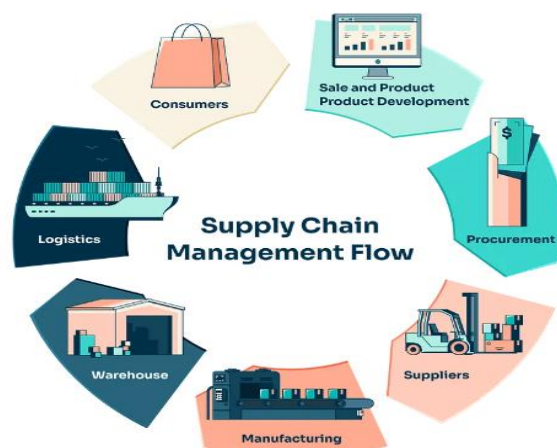 Supply Chain
Management Flow
Consumers
Sale and Product
Product Development
$
Procurement
Suppliers
Manufacturing
Warehouse
Logistics